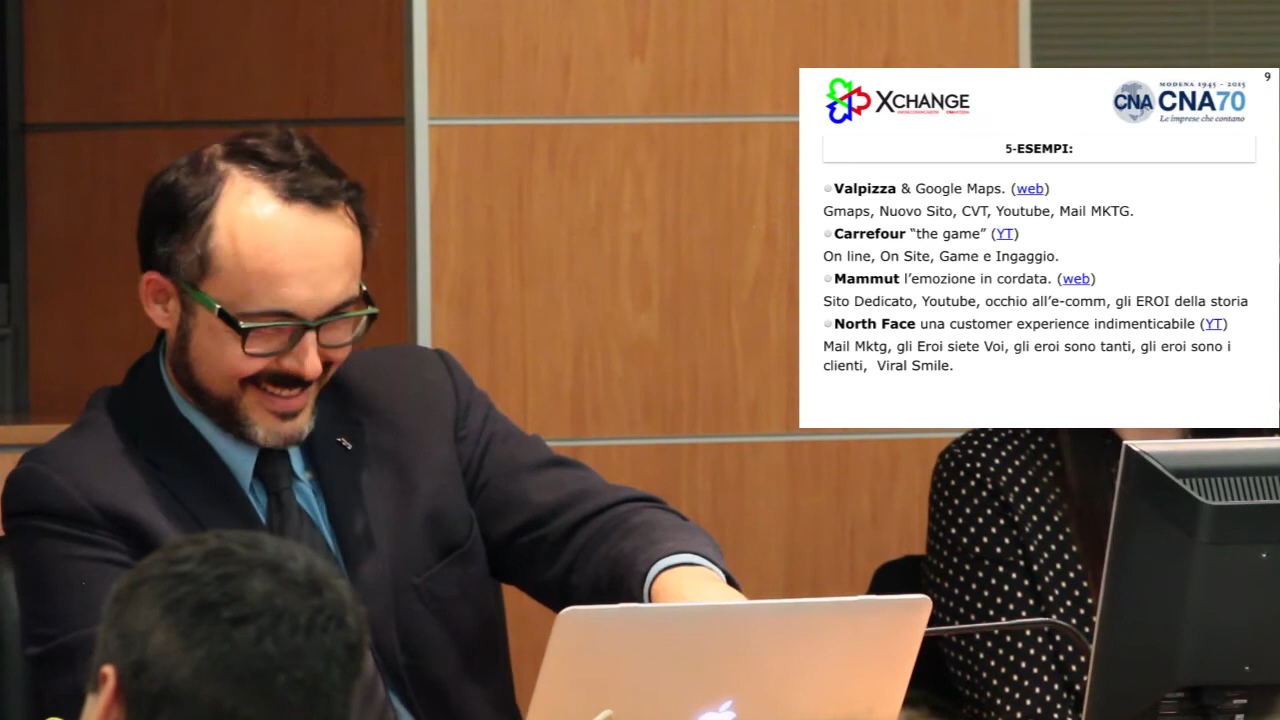 9
XCHANGE
MODENA 1945 - 2015
CNA CNA70
Le imprese che contano
5-ESEMPI:
Valpizza & Google Maps. (web)
Gmaps, Nuovo Sito, CVT, Youtube, Mail MKTG.
Carrefour “the game” (YT)
On line, On Site, Game e Ingaggio.
Mammut l’emozione in cordata. (web)
Sito Dedicato, Youtube, occhio all’e-comm, gli EROI della storia
North Face una customer experience indimenticabile (YT)
Mail Mktg, gli Eroi siete Voi, gli eroi sono tanti, gli eroi sono i
clienti, Viral Smile.